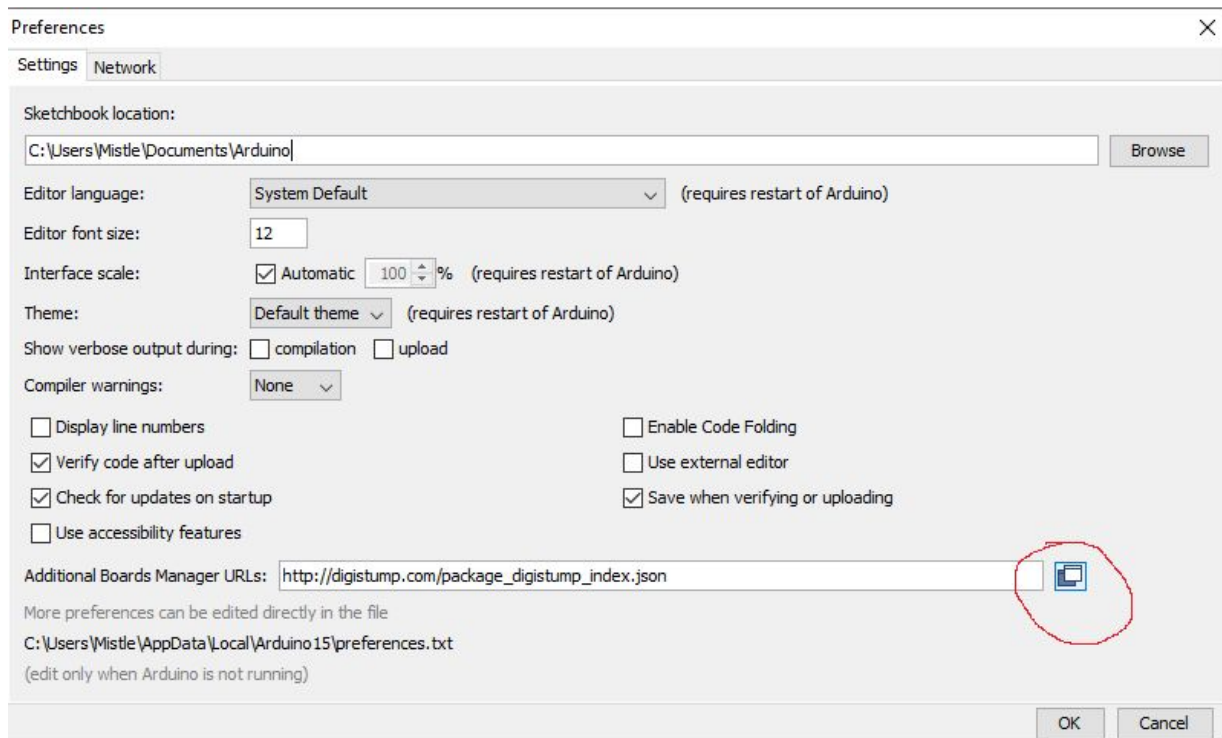 Preferences
Settings Network
Sketchbook location:
C:\Users\Mistle\Documents\Arduino
Browse
Editor language: System Default (requires restart of Arduino)
Editor font size: 12
Interface scale: Automatic 100 % (requires restart of Arduino)
Theme: Default theme (requires restart of Arduino)
Show verbose output during: compilation upload
Compiler warnings: None
Display line numbers Enable Code Folding
Verify code after upload Use external editor
Check for updates on startup Save when verifying or uploading
Use accessibility features
Additional Boards Manager URLs: http://digistump.com/package_digistump_index.json
More preferences can be edited directly in the file
C:\Users\Mistle\AppData\Local\Arduino15\preferences.txt
(edit only when Arduino is not running)
OK Cancel